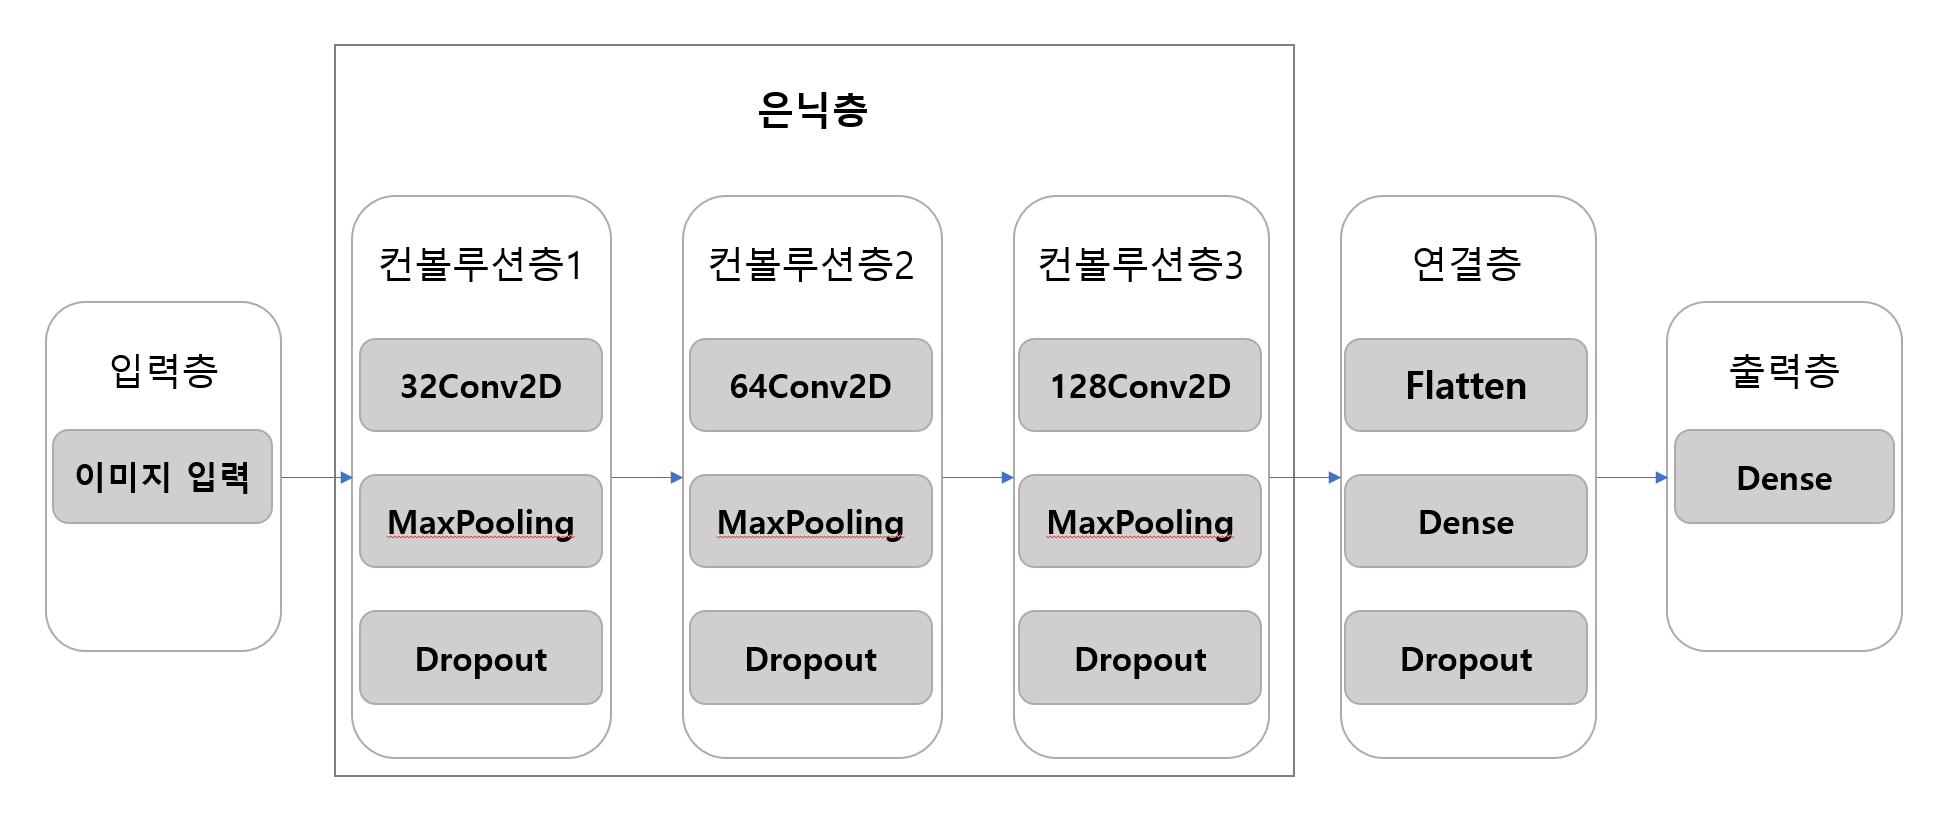 은닉층
입력층
이미지 입력
컨볼루션층1
32Conv2D
MaxPooling
Dropout
컨볼루션층2
64Conv2D
MaxPooling
Dropout
컨볼루션층3
128Conv2D
MaxPooling
Dropout
연결층
Flatten
Dense
Dropout
출력층
Dense